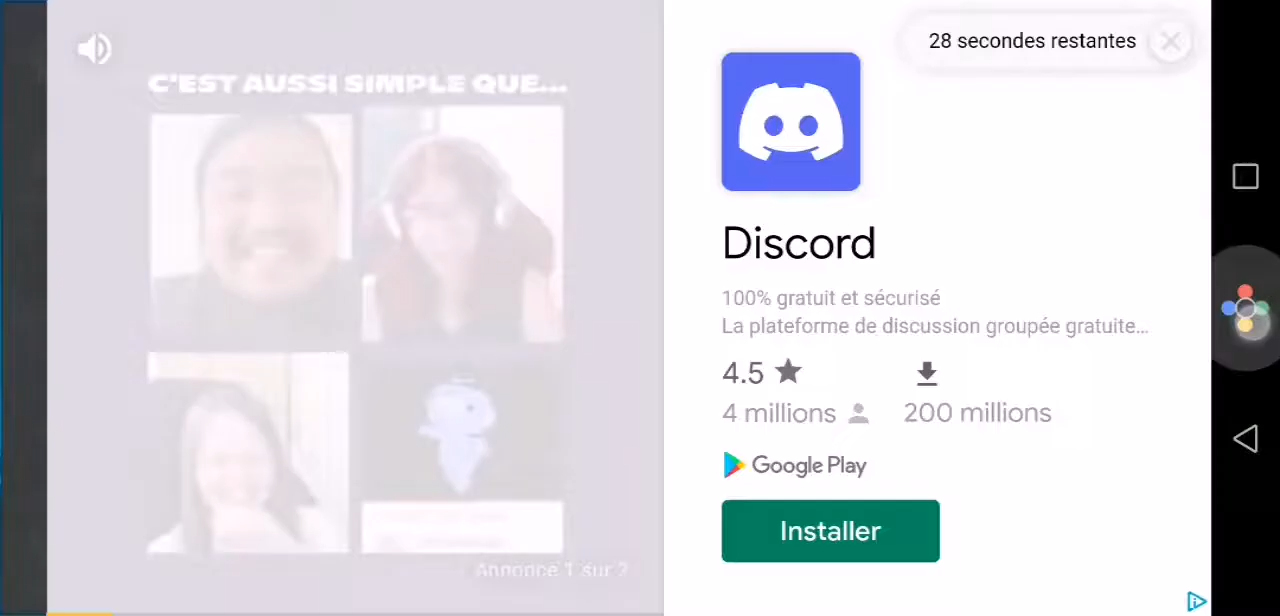 C'EST AUSSI SIMPLE QUE...
Annonce 1 sur 2
28 secondes restantes
Discord
100% gratuit et sécurisé
La plateforme de discussion groupée gratuite...
4.5
4 millions
200 millions
Google Play
Installer